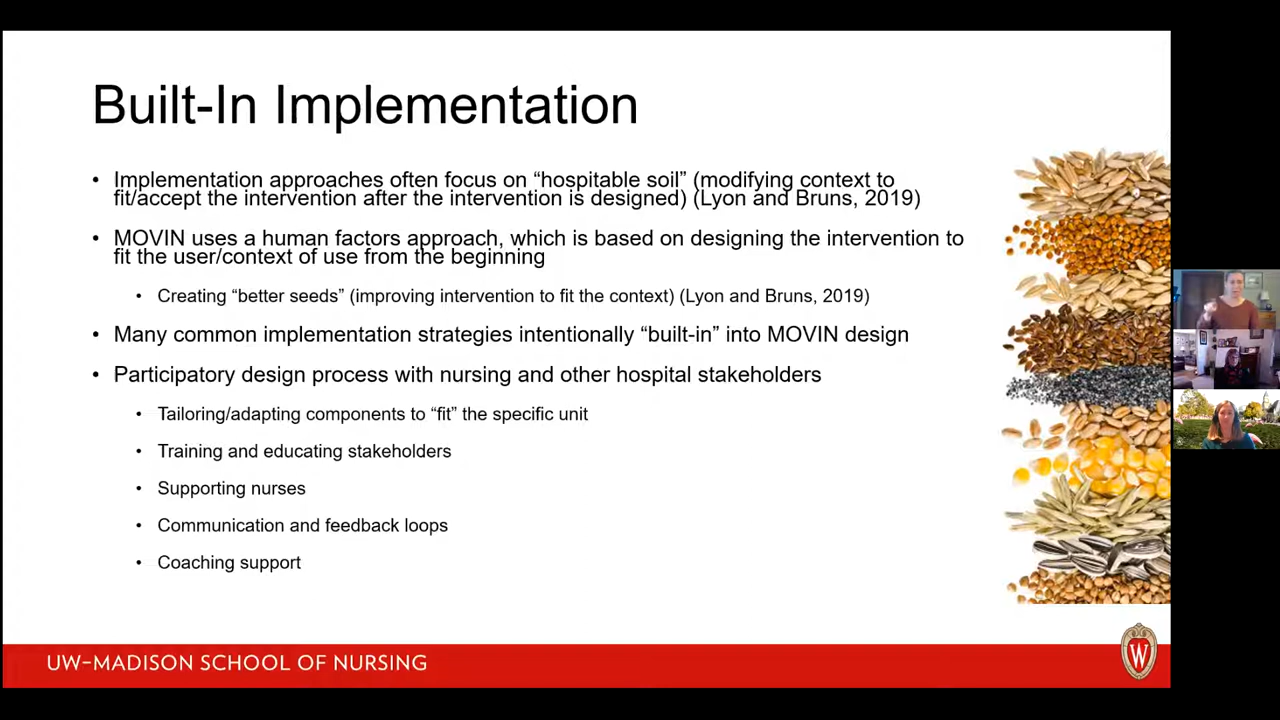 Built-In Implementation
• Implementation approaches often focus on “hospitable soil” (modifying context to
fit/accept the intervention after the intervention is designed) (Lyon and Bruns, 2019)
• MOVIN uses a human factors approach, which is based on designing the intervention to
fit the user/context of use from the beginning
• Creating “better seeds” (improving intervention to fit the context) (Lyon and Bruns, 2019)
• Many common implementation strategies intentionally “built-in” into MOVIN design
• Participatory design process with nursing and other hospital stakeholders
• Tailoring/adapting components to “fit” the specific unit
• Training and educating stakeholders
• Supporting nurses
• Communication and feedback loops
• Coaching support
UW–MADISON SCHOOL OF NURSING
W